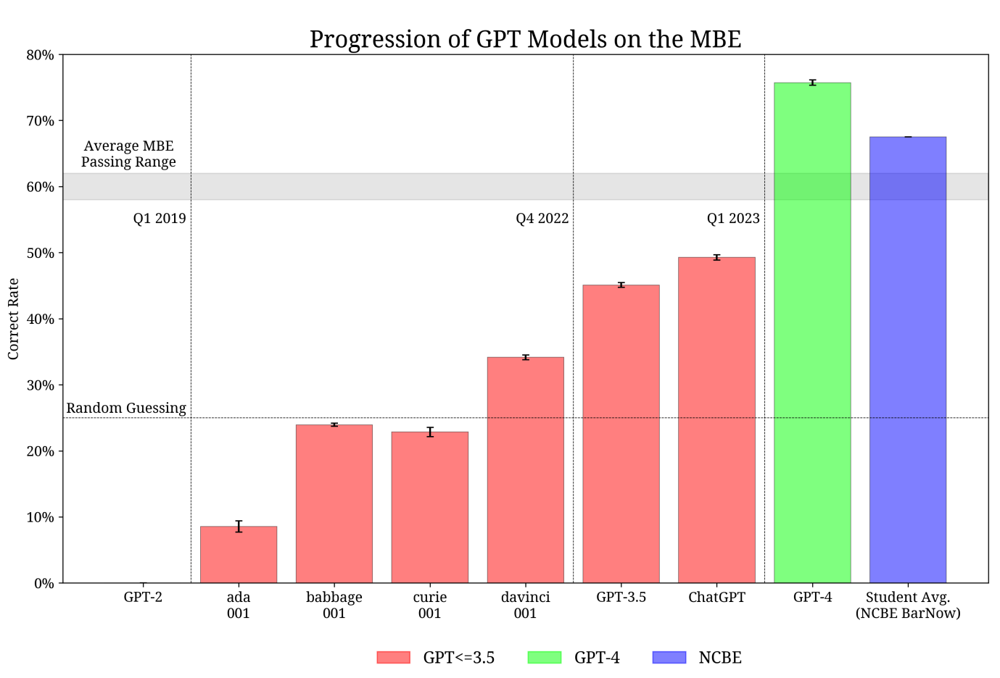 Progression of GPT Models on the MBE
80%
70%
60%
50%
40%
30%
20%
10%
0%
Correct Rate
Average MBE
Passing Range
Q1 2019
Q4 2022
Q1 2023
Random Guessing
GPT-2
ada
001
babbage
001
curie
001
davinci
001
GPT-3.5
ChatGPT
GPT-4
Student Avg.
(NCBE BarNow)
GPT<=3.5
GPT-4
NCBE